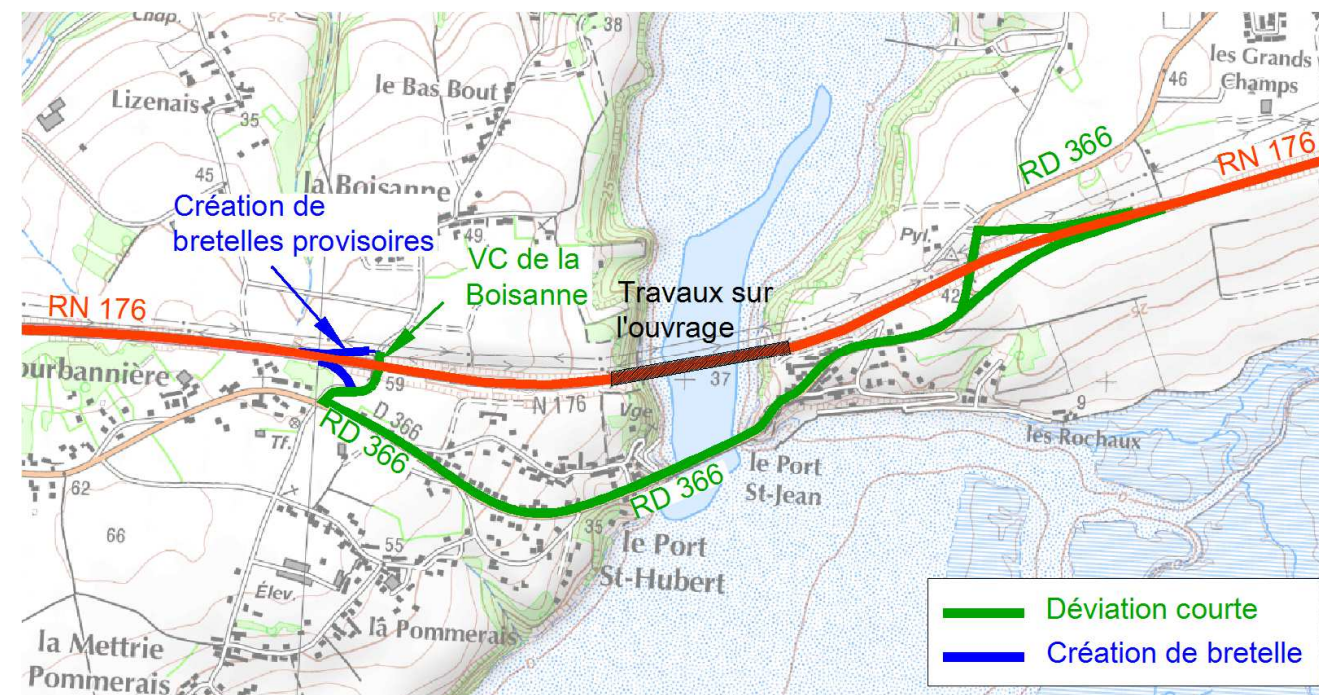 Chap.
38
les Grands
Champs
46
le Bas Bout
Lizenais
35
45
RD 366
RN 176
la Boisanne
Création de
bretelles provisoires
49
25
Pyl.
VC de la
Boisanne
Travaux sur
l'ouvrage
42
25
RN 176
ourbannière
59
N 176
37
D 366
Vge
RD 366
Tf.
9
les Rochaux
62
RD 366
le Port
St-Jean
66
35
55
le Port
St-Hubert
Élev.
la Pommerais
la Mettrie
Pommerais
Déviation courte
Création de bretelle